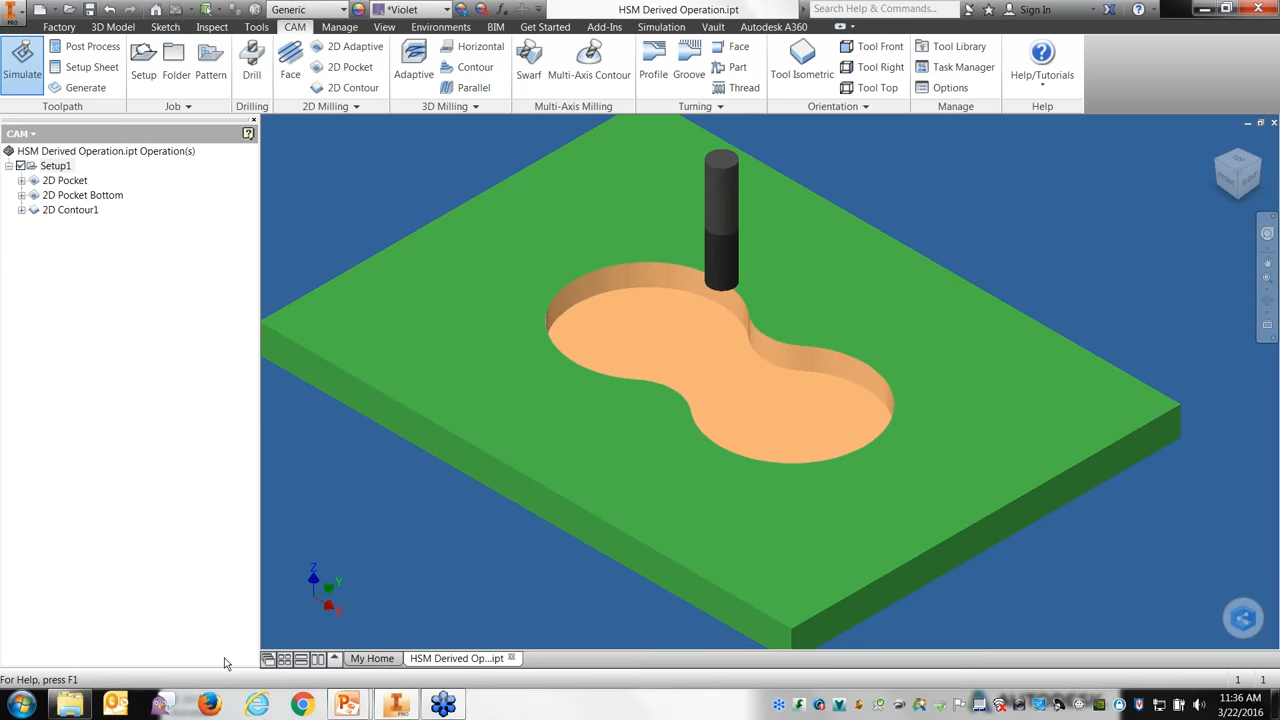 Generic
*Violet
HSM Derived Operation.ipt
Search Help & Commands...
Sign In
PRO
Factory 3D Model Sketch Inspect Tools CAM Manage View Environments BIM Get Started Add-Ins Simulation Vault Autodesk A360
Simulate
Post Process
Setup Sheet
Generate
Toolpath
Setup
Folder
Pattern
Job
Drill
Drilling
Face
2D Adaptive
2D Pocket
2D Contour
2D Milling
Adaptive
Horizontal
Contour
Parallel
3D Milling
Swarf
Multi-Axis Contour
Multi-Axis Milling
Profile
Groove
Face
Part
Thread
Turning
Tool Isometric
Tool Front
Tool Right
Tool Top
Orientation
Tool Library
Task Manager
Options
Manage
Help/Tutorials
Help
CAM
HSM Derived Operation.ipt Operation(s)
Setup1
2D Pocket
2D Pocket Bottom
2D Contour1
TOP
FRONT
RIGHT
Z
Y
X
My Home
HSM Derived Op...ipt
For Help, press F1
1 1
PRO
11:36 AM
3/22/2016